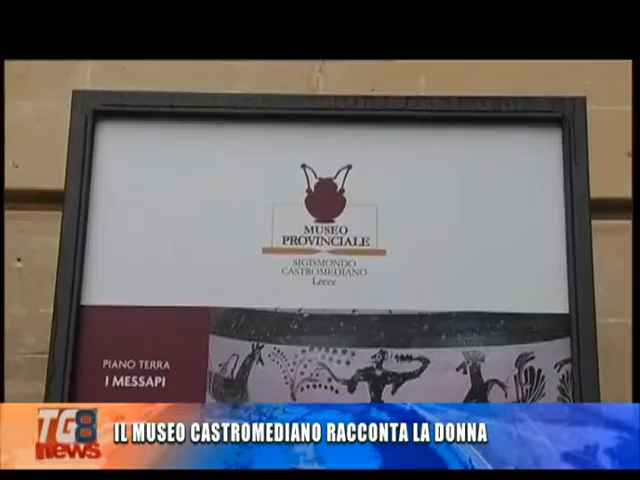 MUSEO
PROVINCIALE
SIGISMONDO
CASTROMEDIANO
Lecce
PIANO TERRA
I MESSAPI
TG8
News
IL MUSEO CASTROMEDIANO RACCONTA LA DONNA